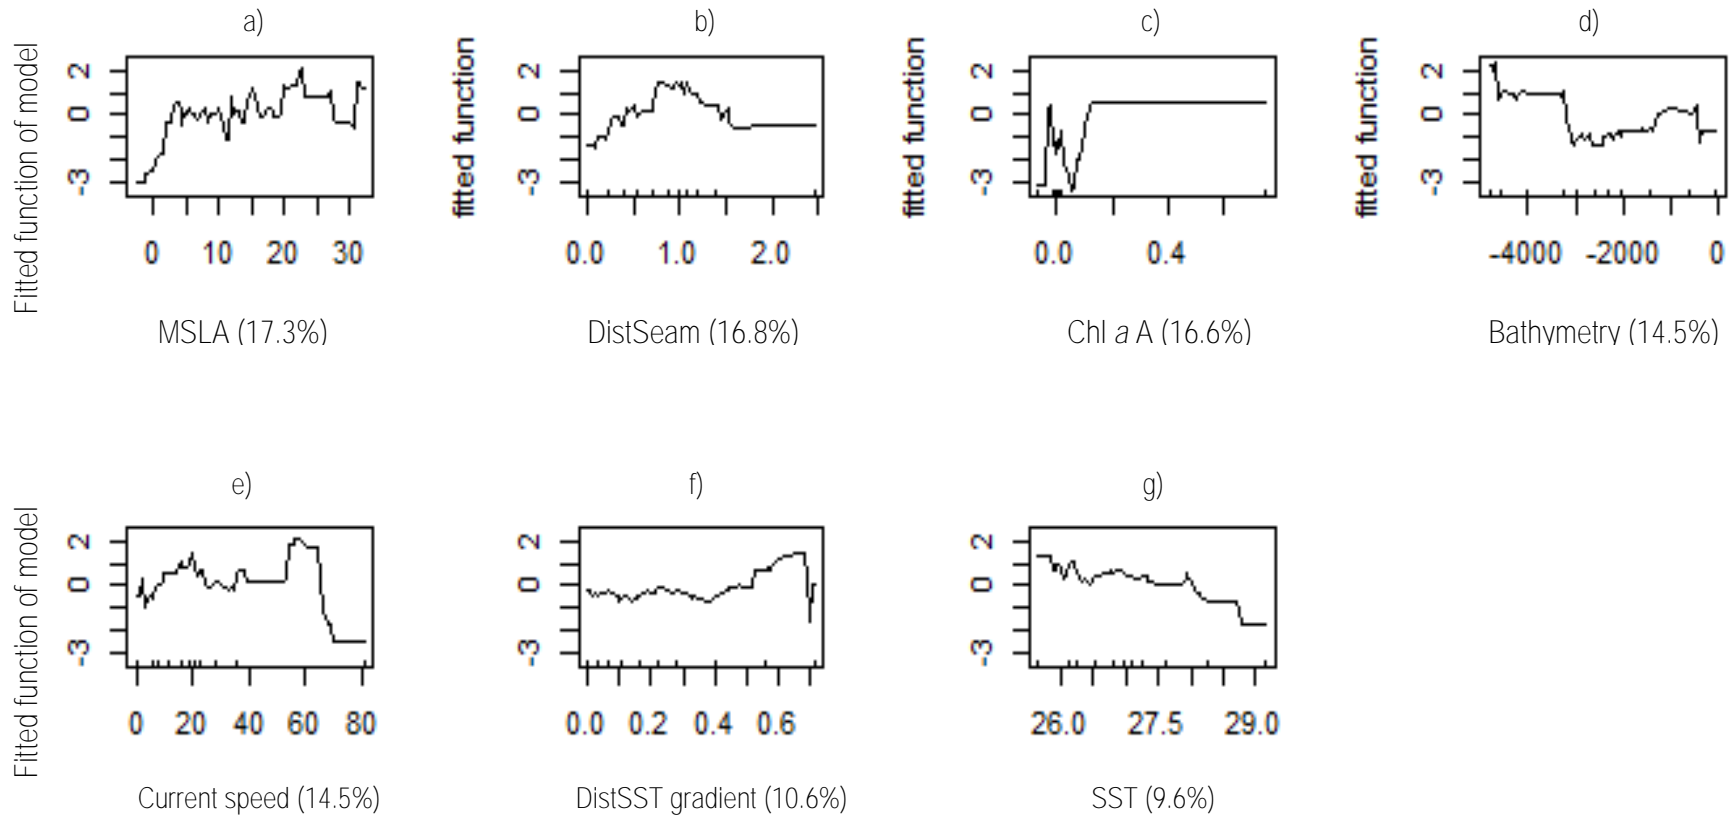 a)
b)
c)
d)
Fitted function of model
2
0
-3
0
10
20
30
MSLA (17.3%)
fitted function
2
0
-3
0.0
1.0
2.0
DistSeam (16.8%)
fitted function
2
0
-3
0.0
0.4
Chl a A (16.6%)
fitted function
2
0
-3
-4000
-2000
0
Bathymetry (14.5%)
e)
f)
g)
Fitted function of model
2
0
-3
0
20
40
60
80
Current speed (14.5%)
2
0
-3
0.0
0.2
0.4
0.6
DistSST gradient (10.6%)
2
0
-3
26.0
27.5
29.0
SST (9.6%)